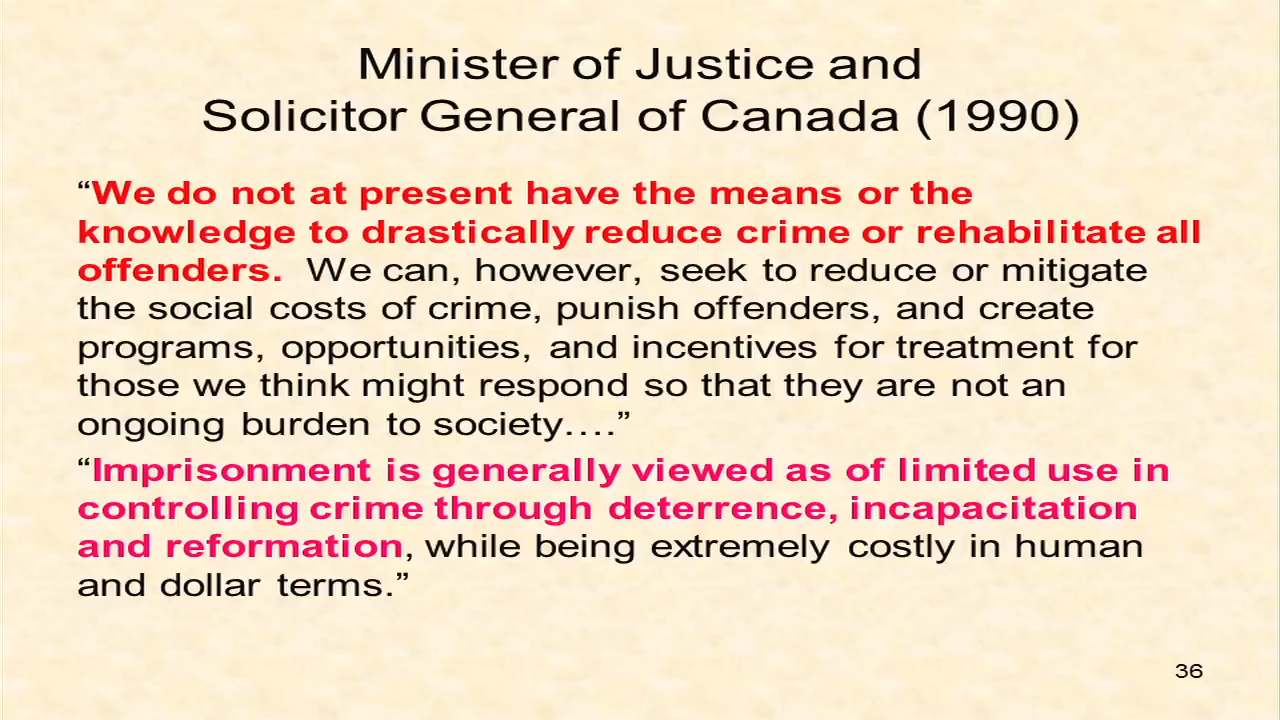 Minister of Justice and
Solicitor General of Canada (1990)
“We do not at present have the means or the
knowledge to drastically reduce crime or rehabilitate all
offenders. We can, however, seek to reduce or mitigate
the social costs of crime, punish offenders, and create
programs, opportunities, and incentives for treatment for
those we think might respond so that they are not an
ongoing burden to society….”
“Imprisonment is generally viewed as of limited use in
controlling crime through deterrence, incapacitation
and reformation, while being extremely costly in human
and dollar terms.”
36